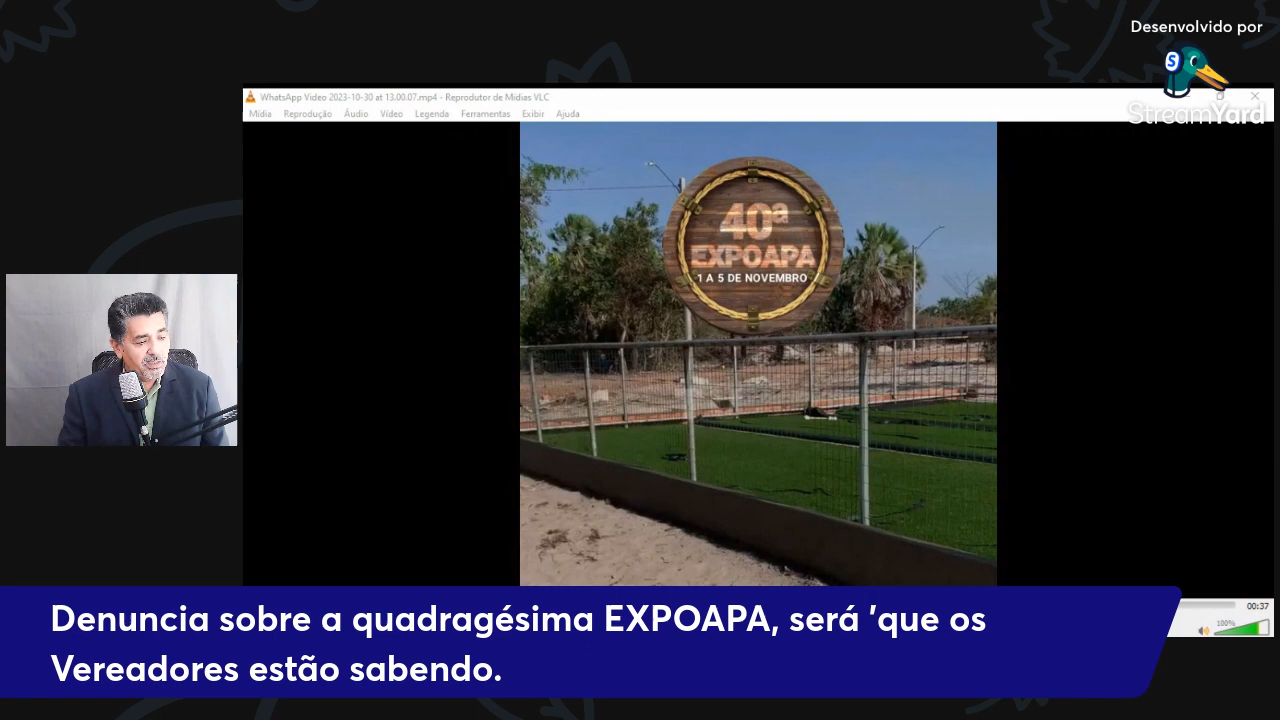 Desenvolvido por
StreamYard
WhatsApp Video 2023-10-30 at 13.00.07.mp4 - Reprodutor de Mídias VLC
Mídia Reprodução Áudio Vídeo Legenda Ferramentas Exibir Ajuda
40ª
EXPOAPA
1 A 5 DE NOVEMBRO
00:37
100%
Denuncia sobre a quadragésima EXPOAPA, será 'que os
Vereadores estão sabendo.